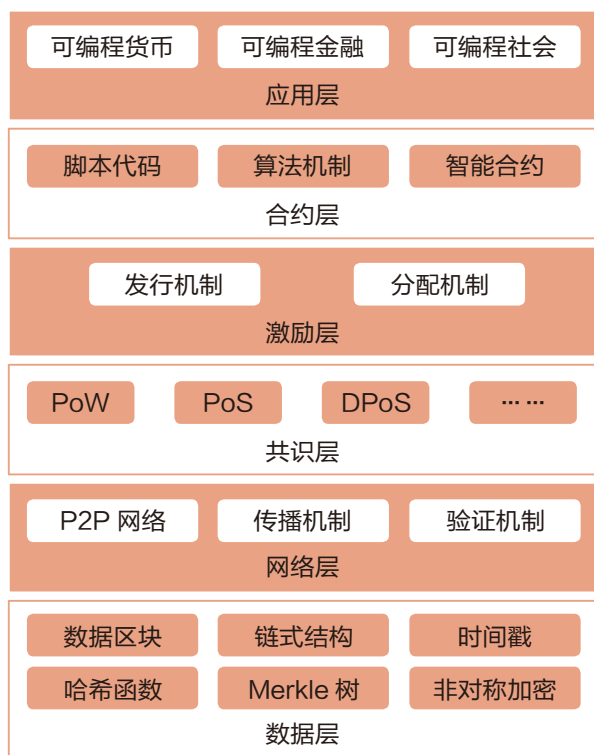 可编程货币 可编程金融 可编程社会
应用层
脚本代码 算法机制 智能合约
合约层
发行机制 分配机制
激励层
PoW PoS DPoS ... ...
共识层
P2P 网络 传播机制 验证机制
网络层
数据区块 链式结构 时间戳
哈希函数 Merkle 树 非对称加密
数据层